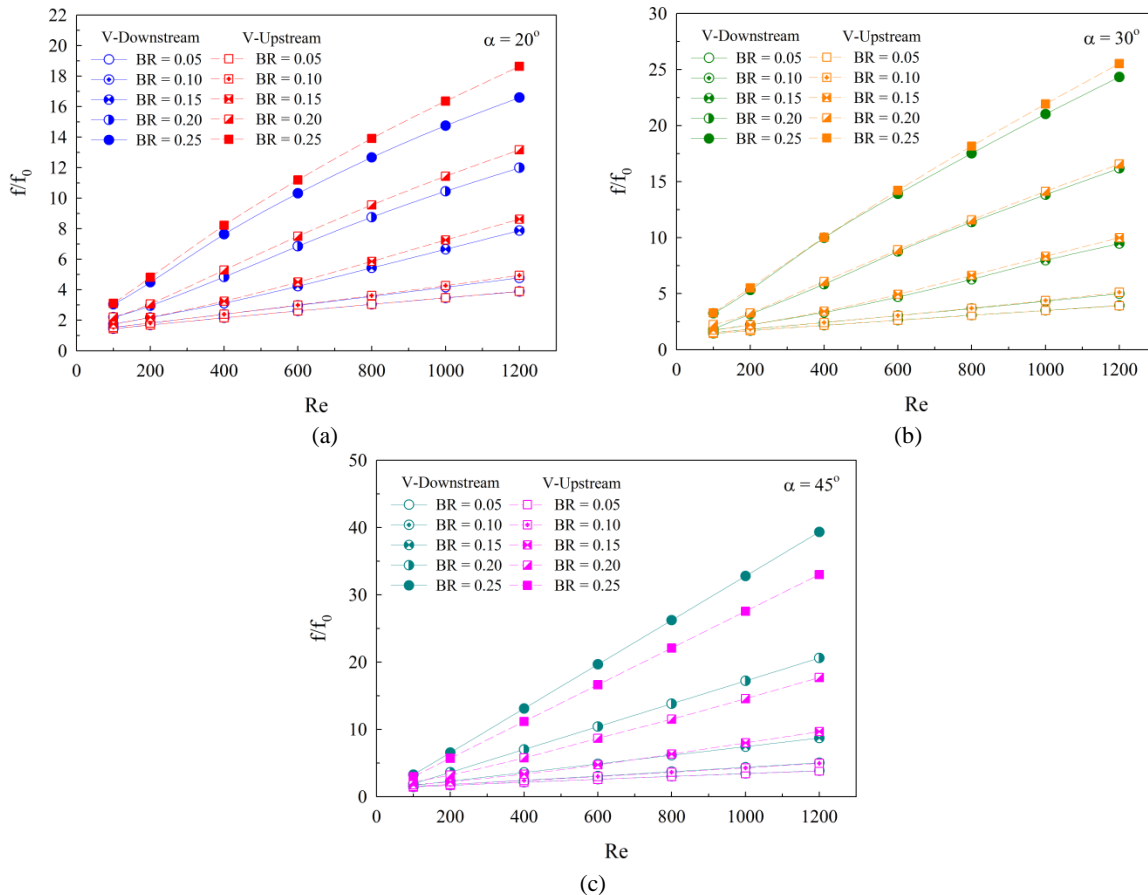 22
20
18
16
14
12
10
8
6
4
2
0
f/f₀
V-Downstream V-Upstream
BR = 0.05 BR = 0.05
BR = 0.10 BR = 0.10
BR = 0.15 BR = 0.15
BR = 0.20 BR = 0.20
BR = 0.25 BR = 0.25
α = 20°
0 200 400 600 800 1000 1200
Re
(a)
30
25
20
15
10
5
0
f/f₀
V-Downstream V-Upstream
BR = 0.05 BR = 0.05
BR = 0.10 BR = 0.10
BR = 0.15 BR = 0.15
BR = 0.20 BR = 0.20
BR = 0.25 BR = 0.25
α = 30°
0 200 400 600 800 1000 1200
Re
(b)
50
40
30
20
10
0
f/f₀
V-Downstream V-Upstream
BR = 0.05 BR = 0.05
BR = 0.10 BR = 0.10
BR = 0.15 BR = 0.15
BR = 0.20 BR = 0.20
BR = 0.25 BR = 0.25
α = 45°
0 200 400 600 800 1000 1200
Re
(c)